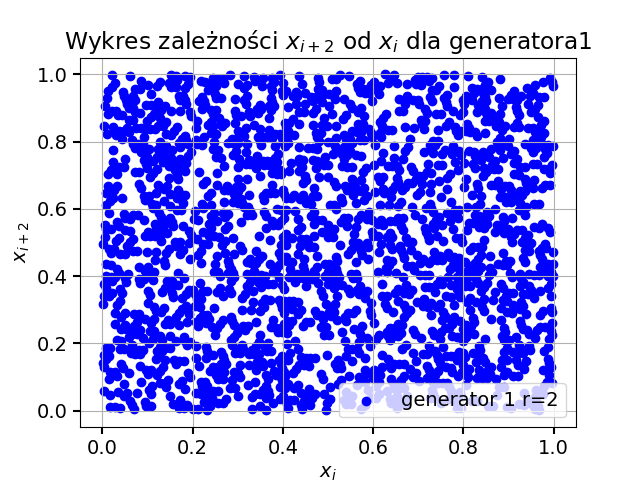 Wykres zależności x_{i+2} od x_i dla generatora1
1.0
0.8
0.6
0.4
0.2
0.0
x_{i+2}
generator 1 r=2
0.0 0.2 0.4 0.6 0.8 1.0
x_i